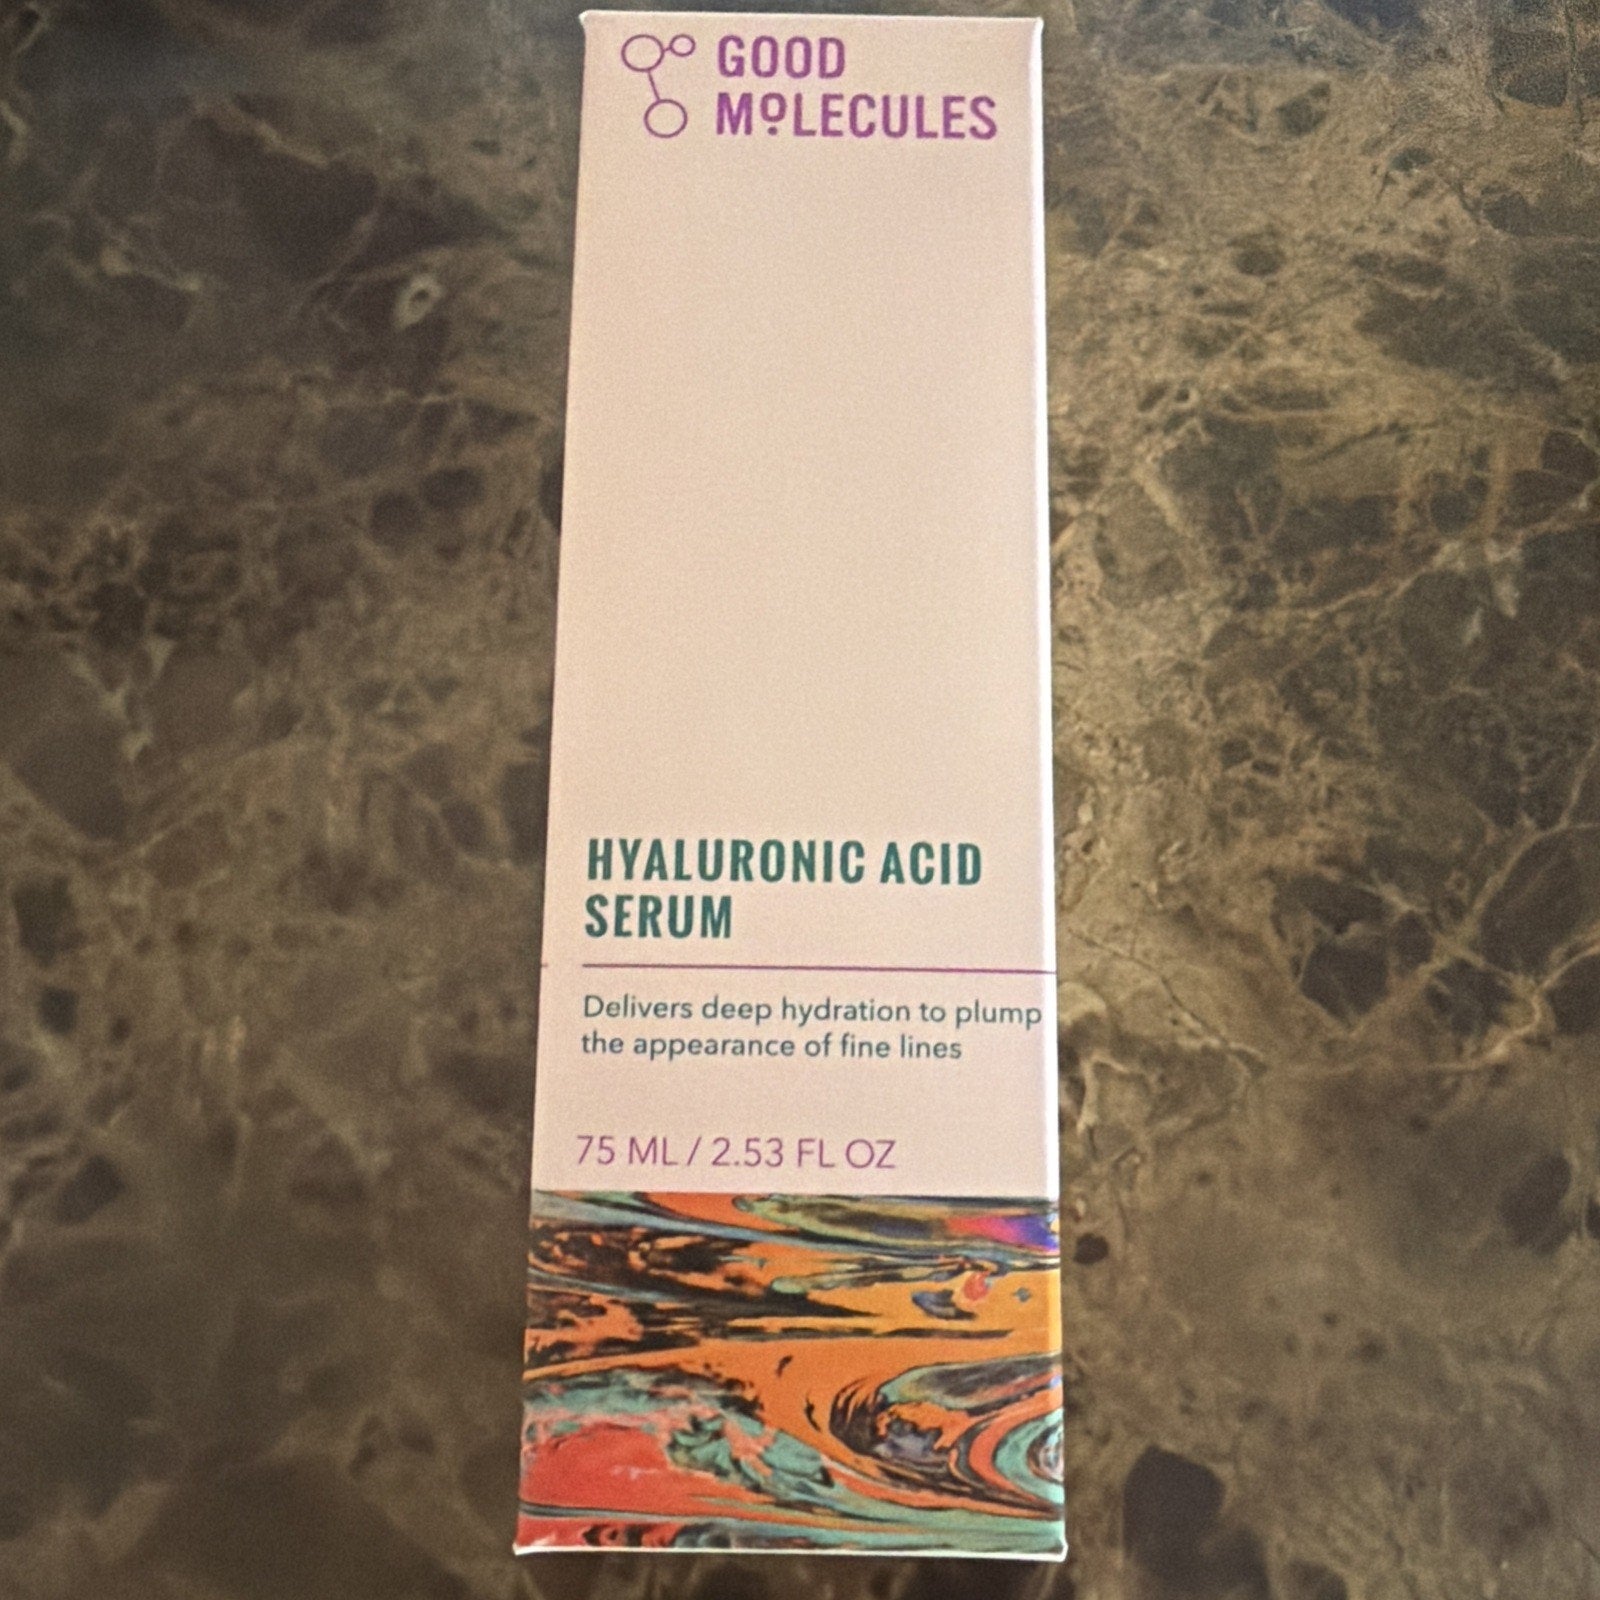 GOOD
MOLECULES
HYALURONIC ACID
SERUM
Delivers deep hydration to plump
the appearance of fine lines
75 ML / 2.53 FL OZ